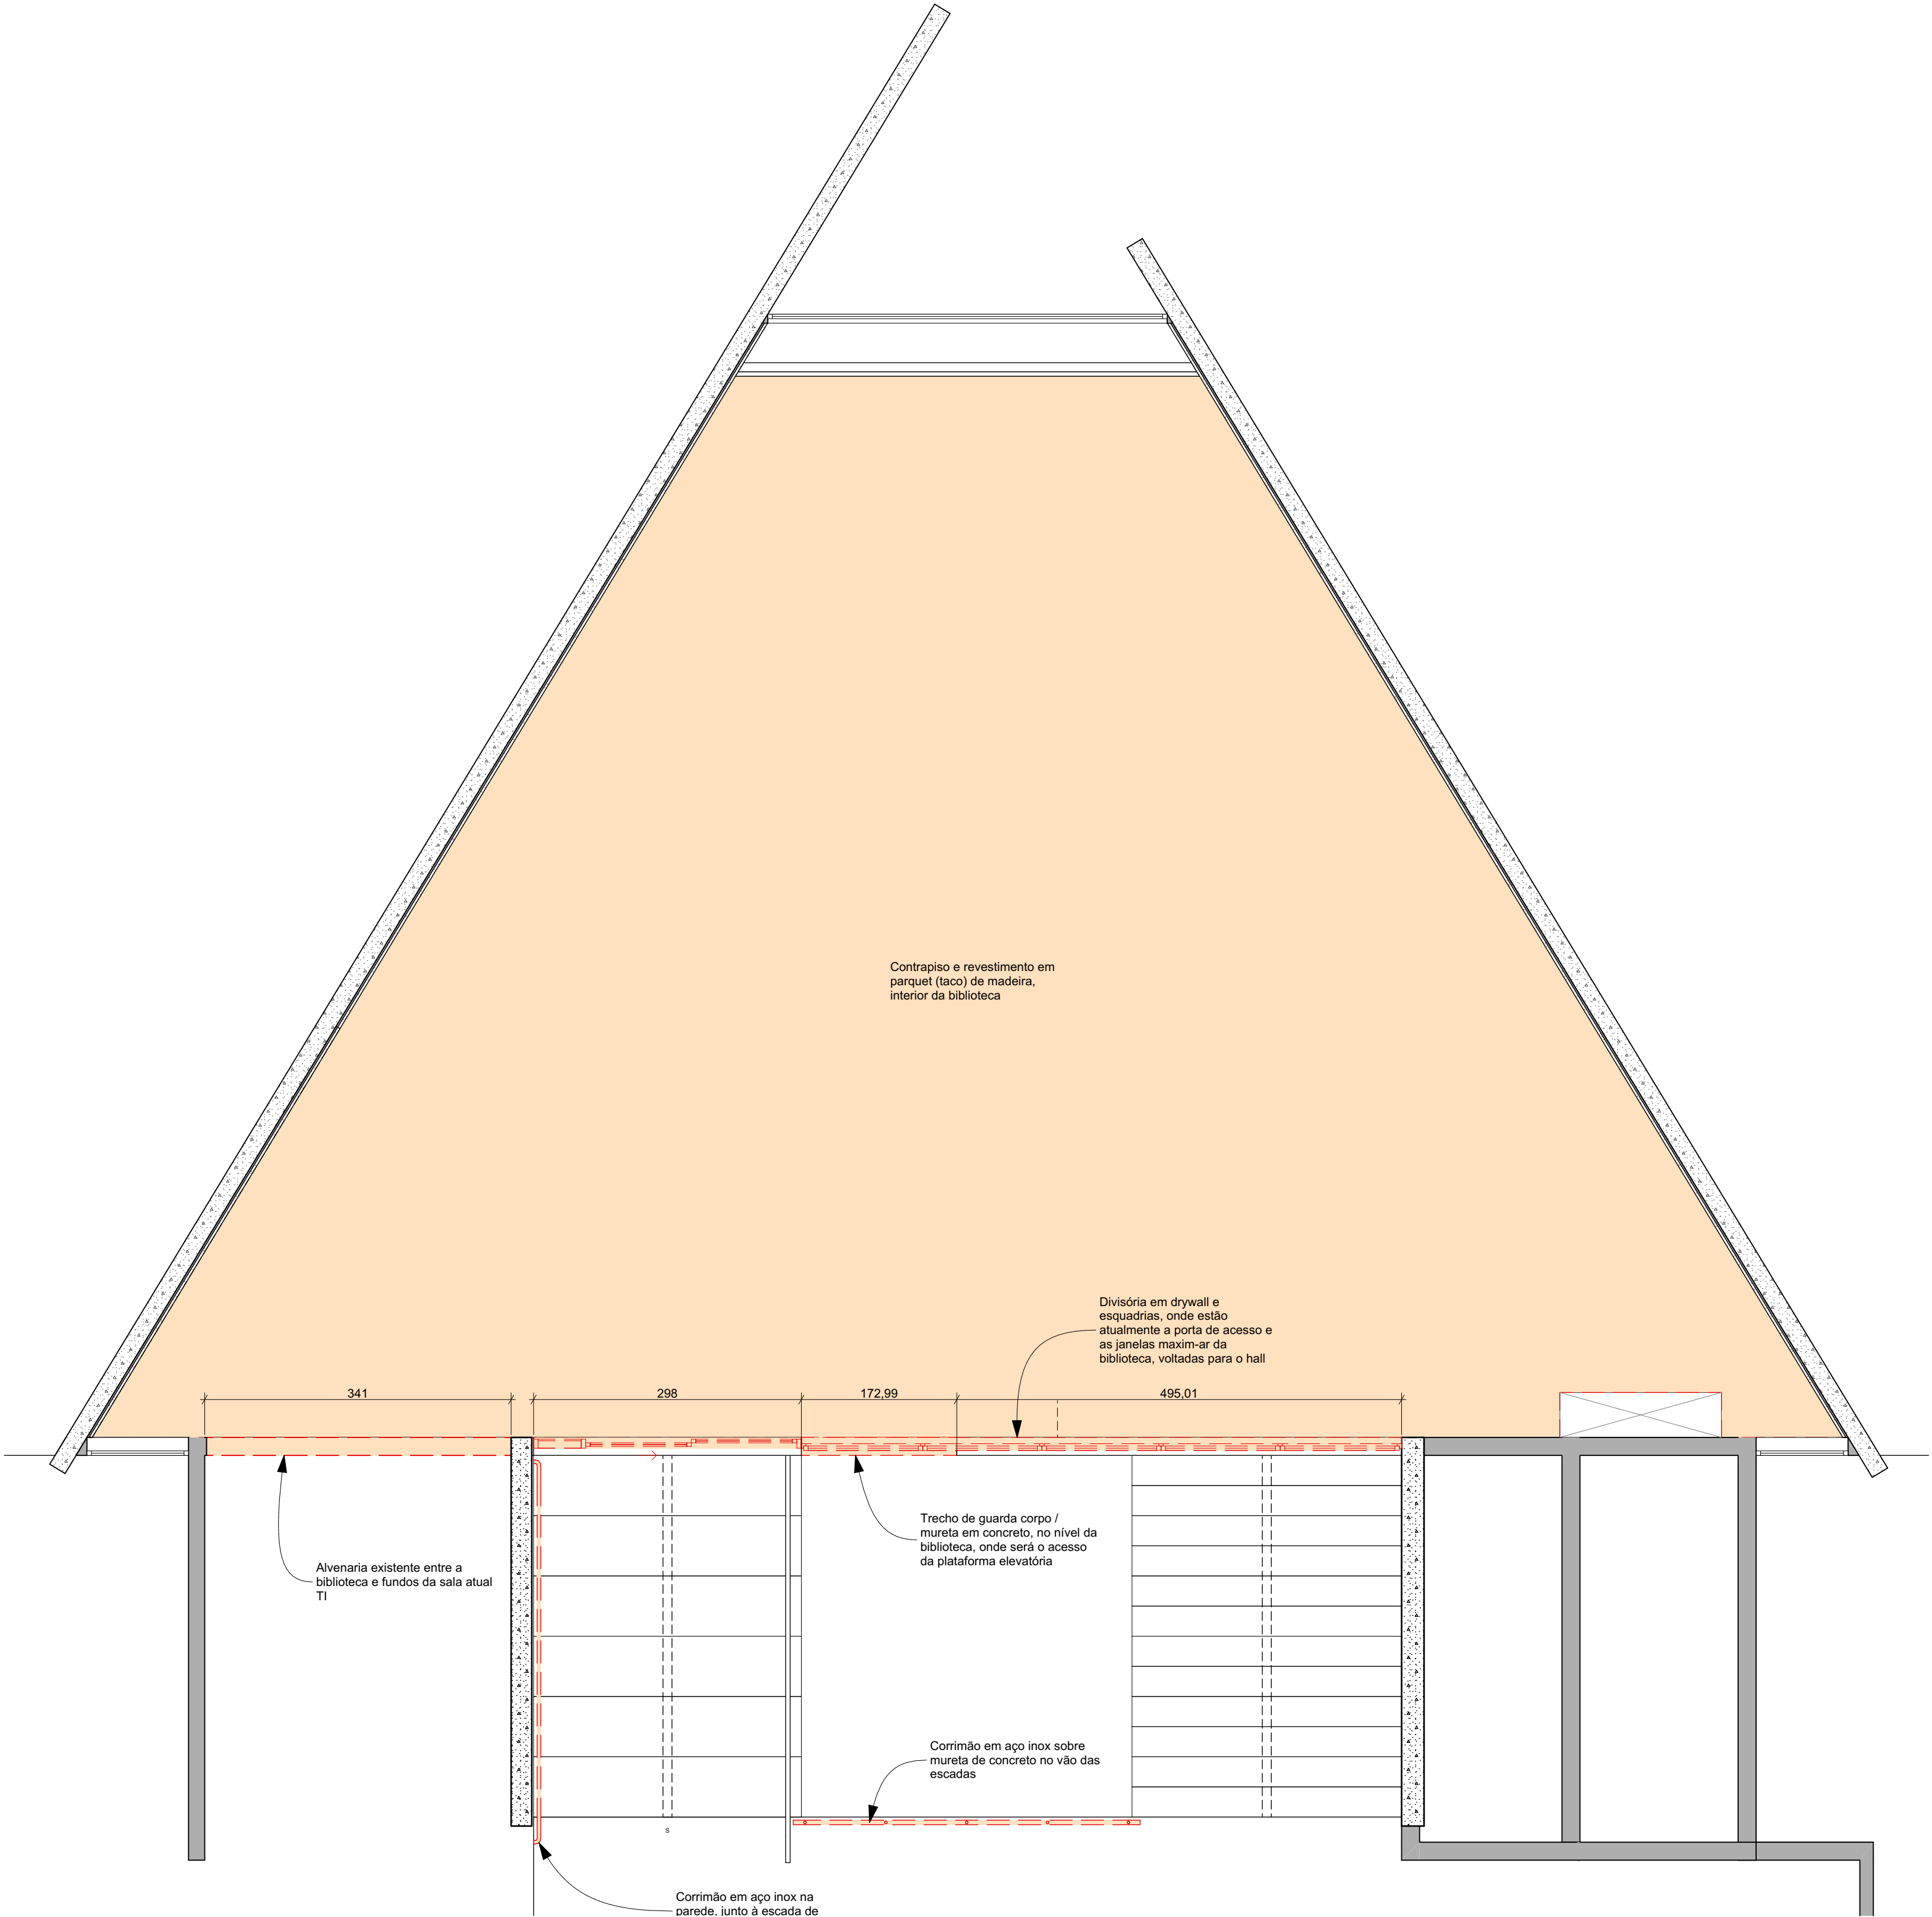 Contrapiso e revestimento em
parquet (taco) de madeira,
interior da biblioteca
Divisória em drywall e
esquadrias, onde estão
atualmente a porta de acesso e
as janelas maxim-ar da
biblioteca, voltadas para o hall
341
298
172,99
495,01
Trecho de guarda corpo /
mureta em concreto, no nível da
biblioteca, onde será o acesso
da plataforma elevatória
Alvenaria existente entre a
biblioteca e fundos da sala atual
TI
Corrimão em aço inox sobre
mureta de concreto no vão das
escadas
s
Corrimão em aço inox na
parede, junto à escada de